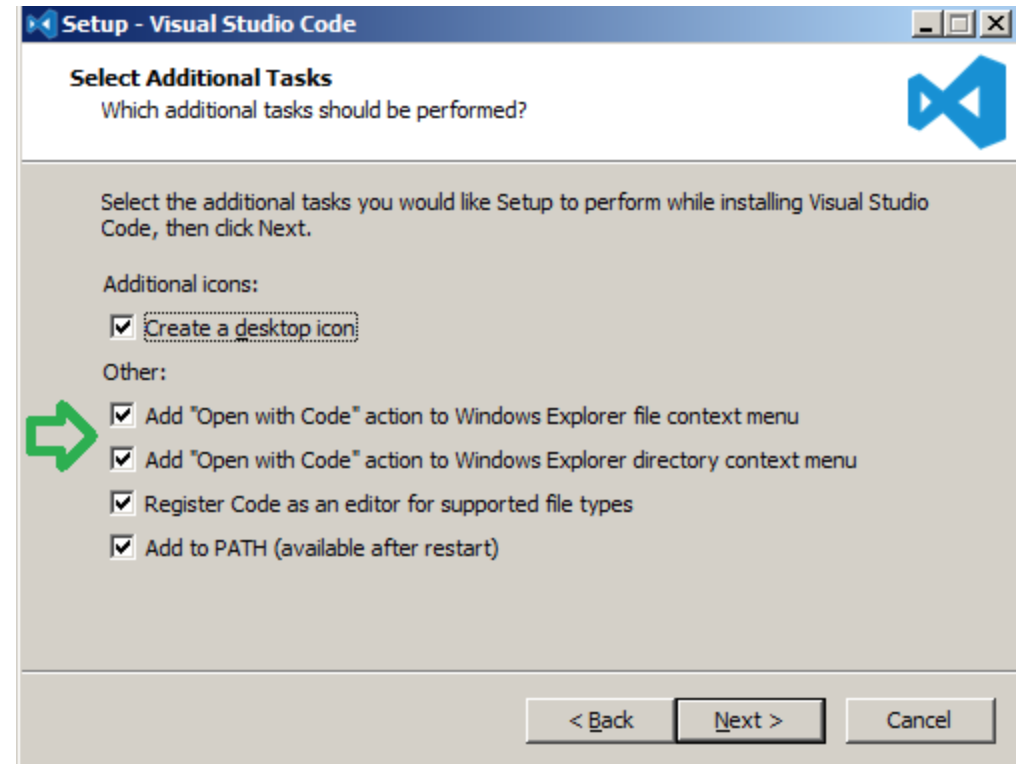 Setup - Visual Studio Code
Select Additional Tasks
Which additional tasks should be performed?
Select the additional tasks you would like Setup to perform while installing Visual Studio
Code, then click Next.
Additional icons:
Create a desktop icon
Other:
Add "Open with Code" action to Windows Explorer file context menu
Add "Open with Code" action to Windows Explorer directory context menu
Register Code as an editor for supported file types
Add to PATH (available after restart)
< Back
Next >
Cancel